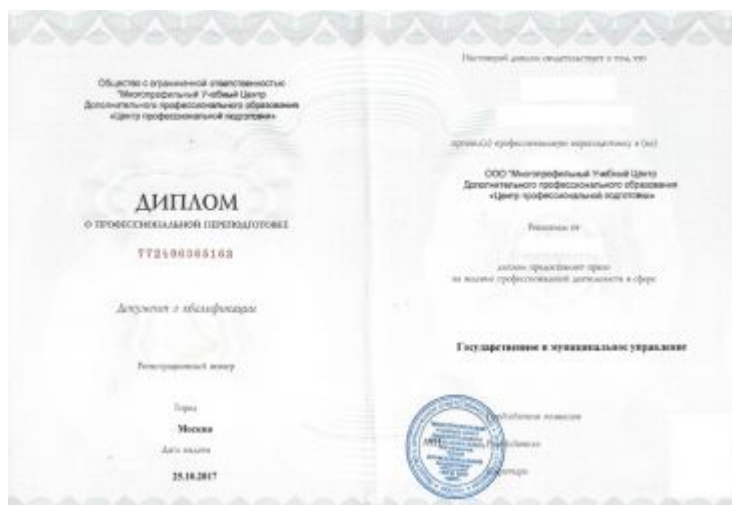 Общество с ограниченной ответственностью
"Многопрофильный Учебный Центр
Дополнительного профессионального образования
«Центр профессиональной подготовки»
ДИПЛОМ
О ПРОФЕССИОНАЛЬНОЙ ПЕРЕПОДГОТОВКЕ
Документ о квалификации
Регистрационный номер
Город
Москва
Дата выдачи
25.10.2017
Настоящий диплом свидетельствует о том, что
прошел(а) профессиональную переподготовку в (на)
ООО "Многопрофильный Учебный Центр
Дополнительного профессионального образования
«Центр профессиональной подготовки»
Решением от
диплом предоставляет право
на ведение профессиональной деятельности в сфере
Государственное и муниципальное управление
Председатель комиссии
Руководитель
Секретарь